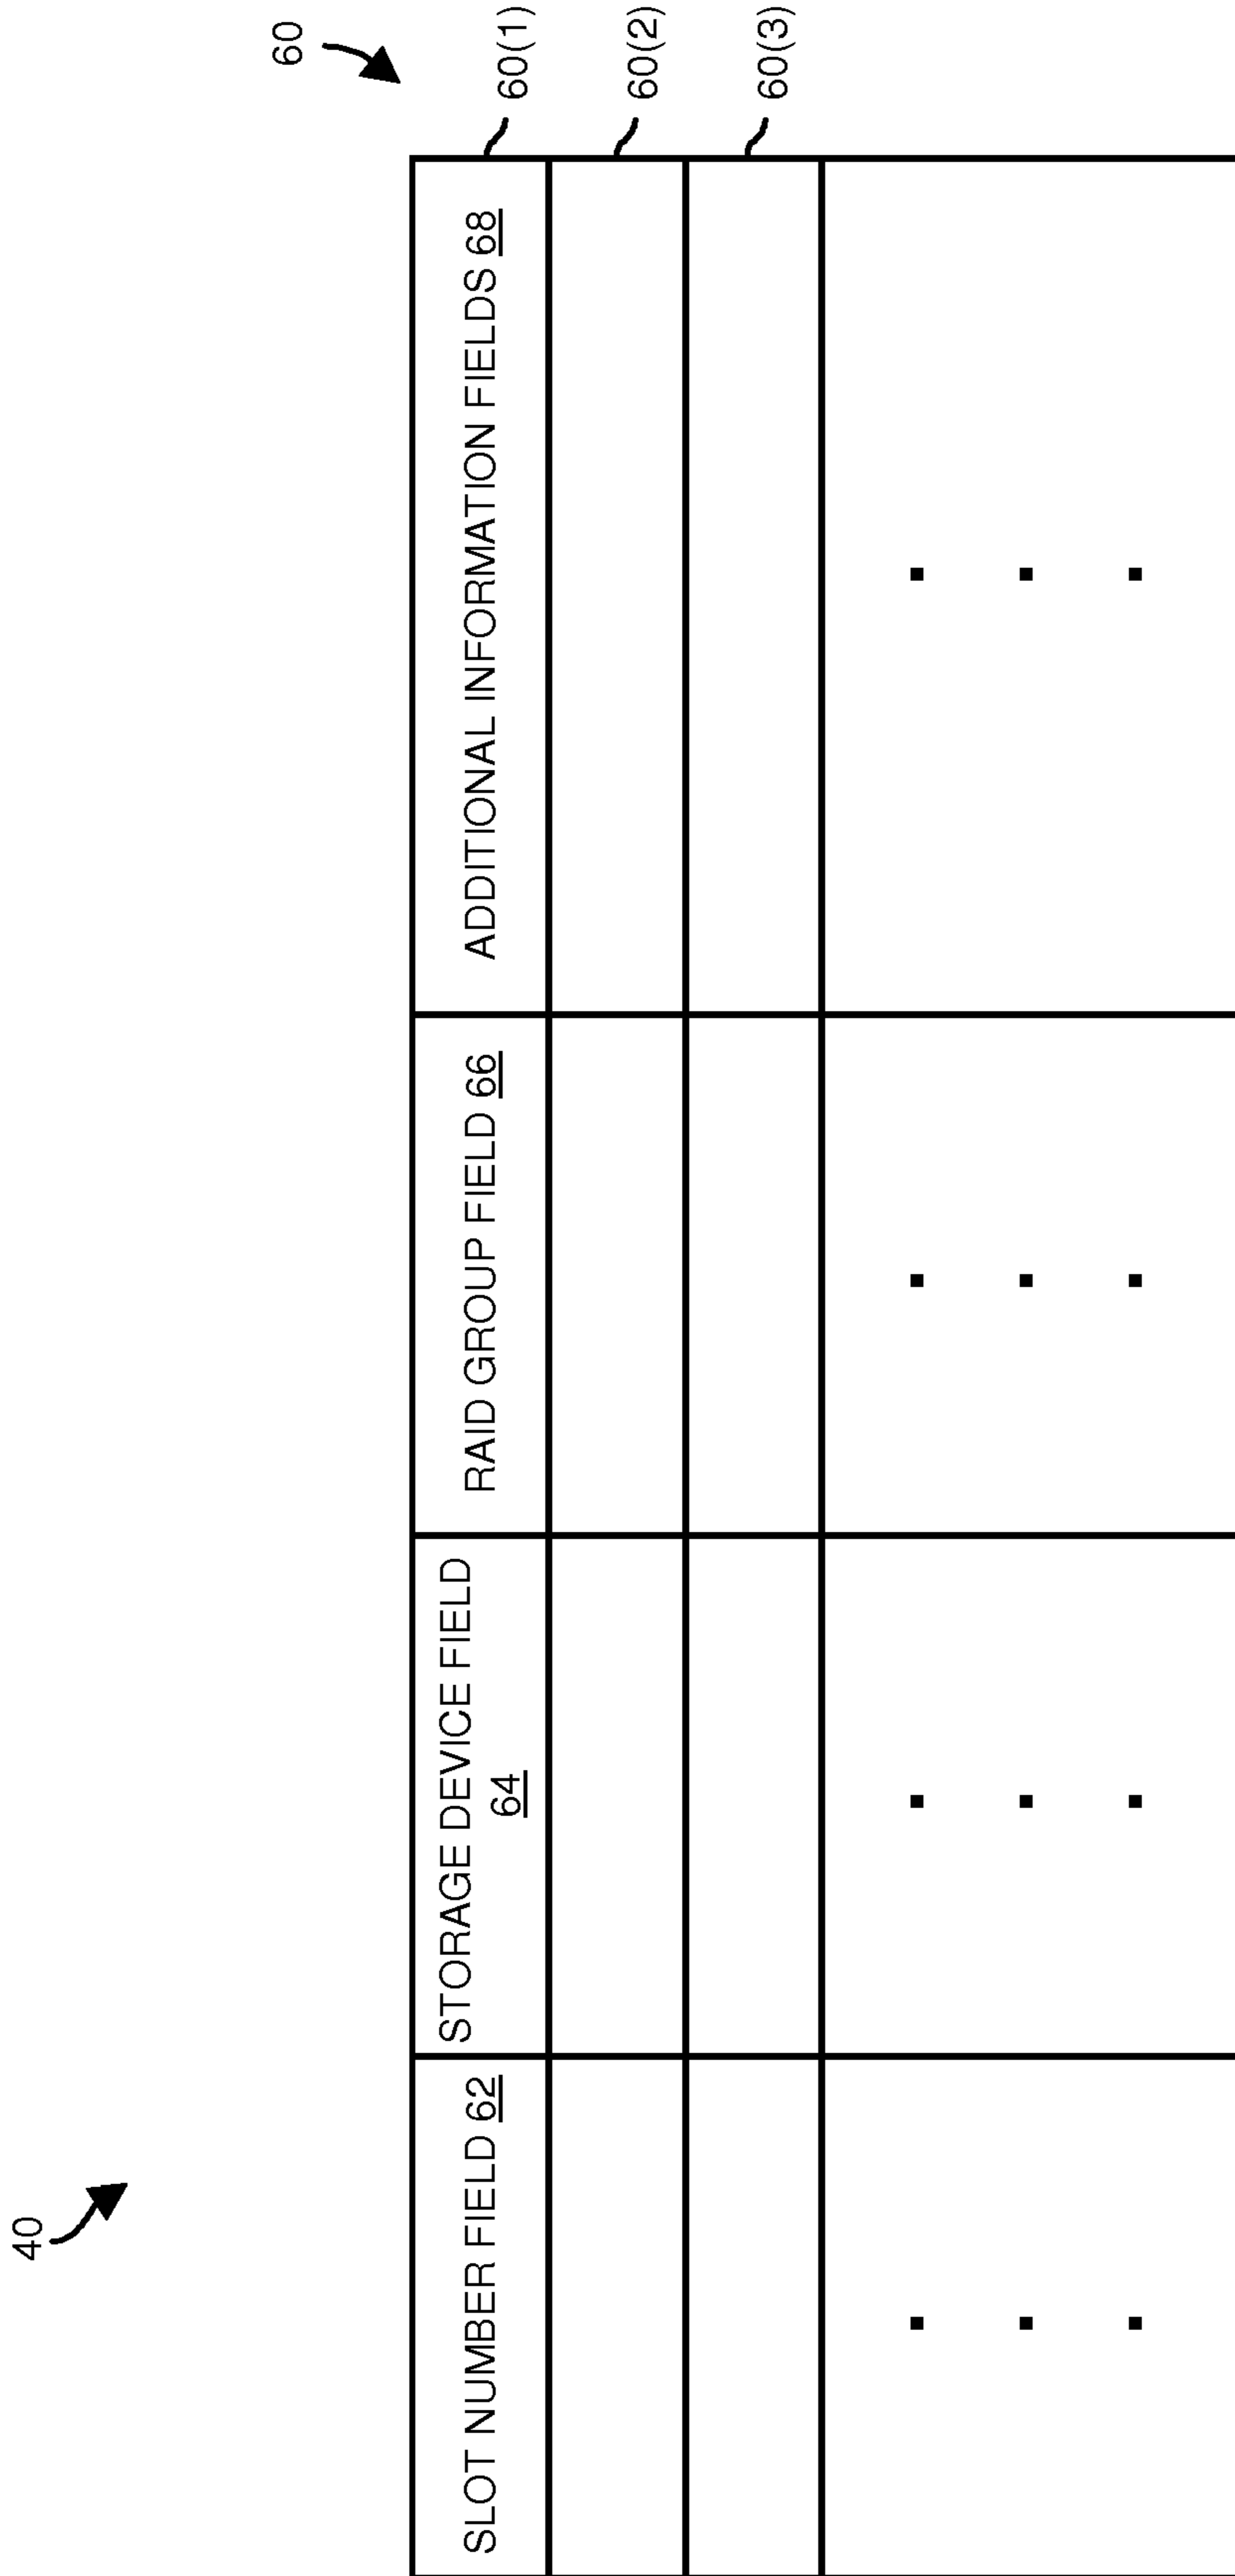 40
60
SLOT NUMBER FIELD 62
STORAGE DEVICE FIELD
64
RAID GROUP FIELD 66
ADDITIONAL INFORMATION FIELDS 68
60(1)
60(2)
60(3)